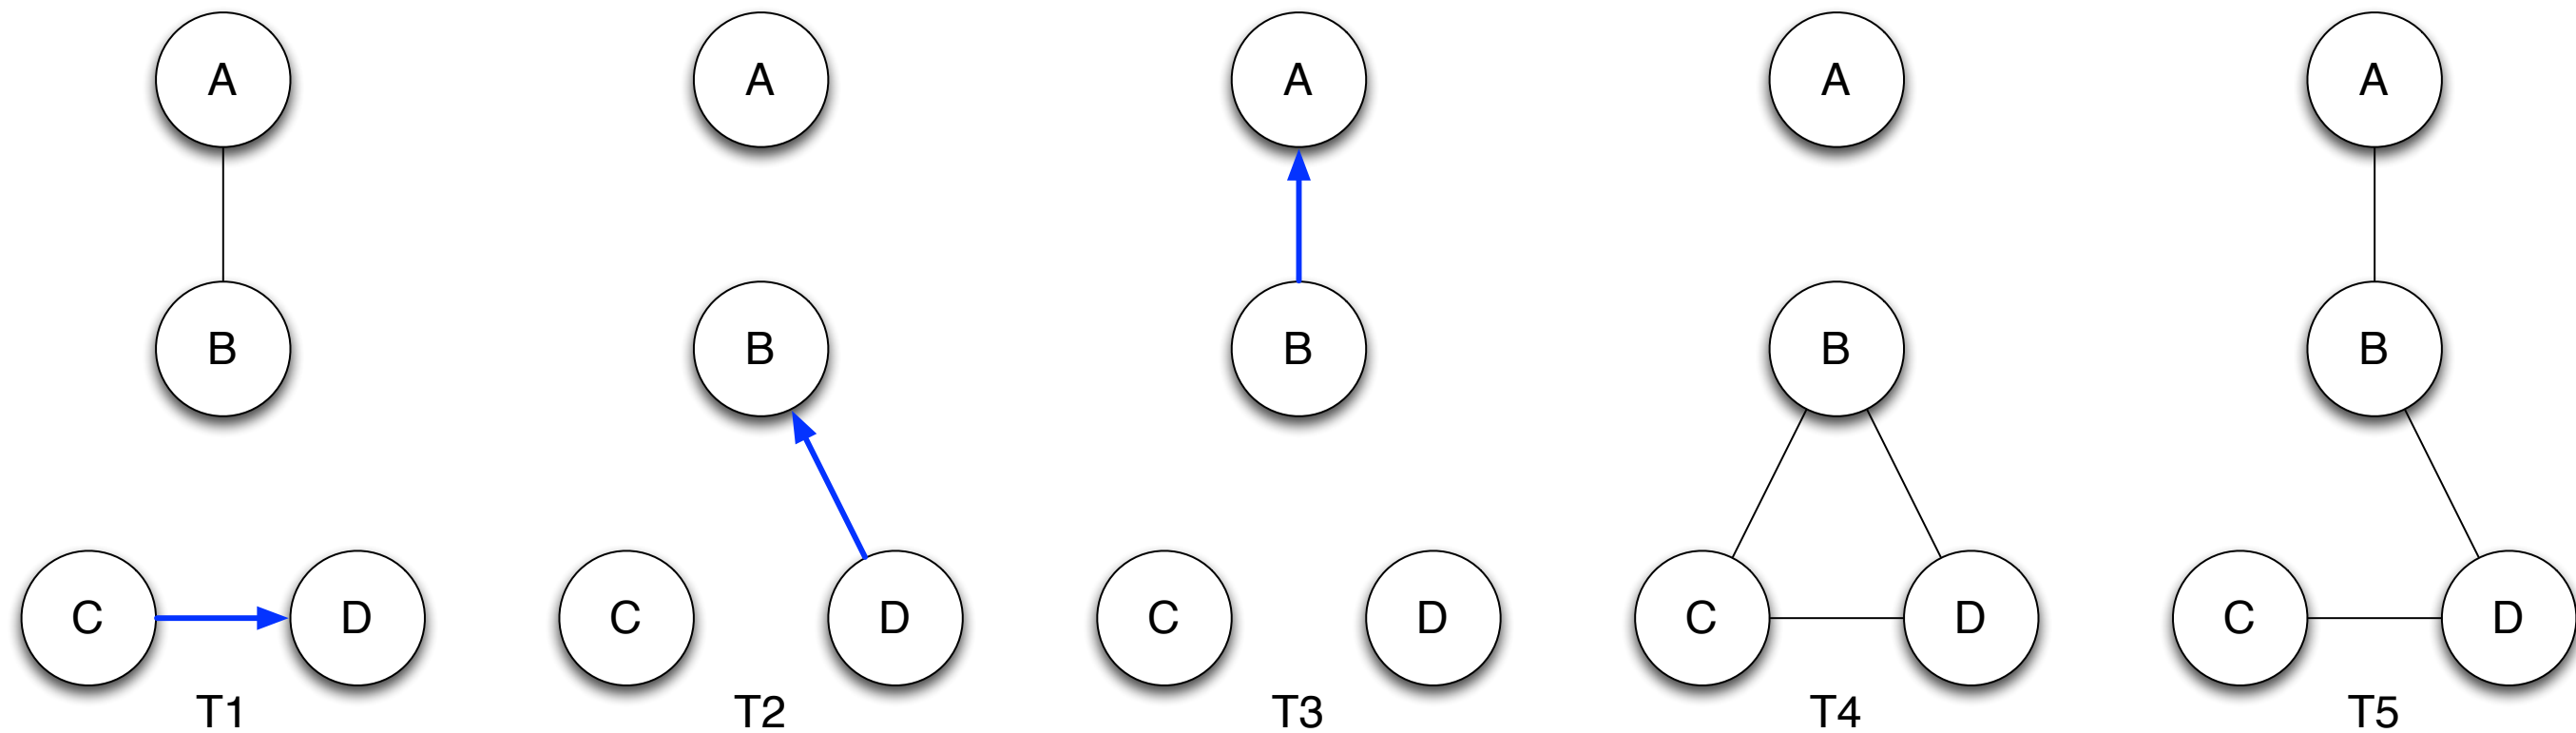 A A A A A
B B B B B
C D C D C D C D C D
T1 T2 T3 T4 T5